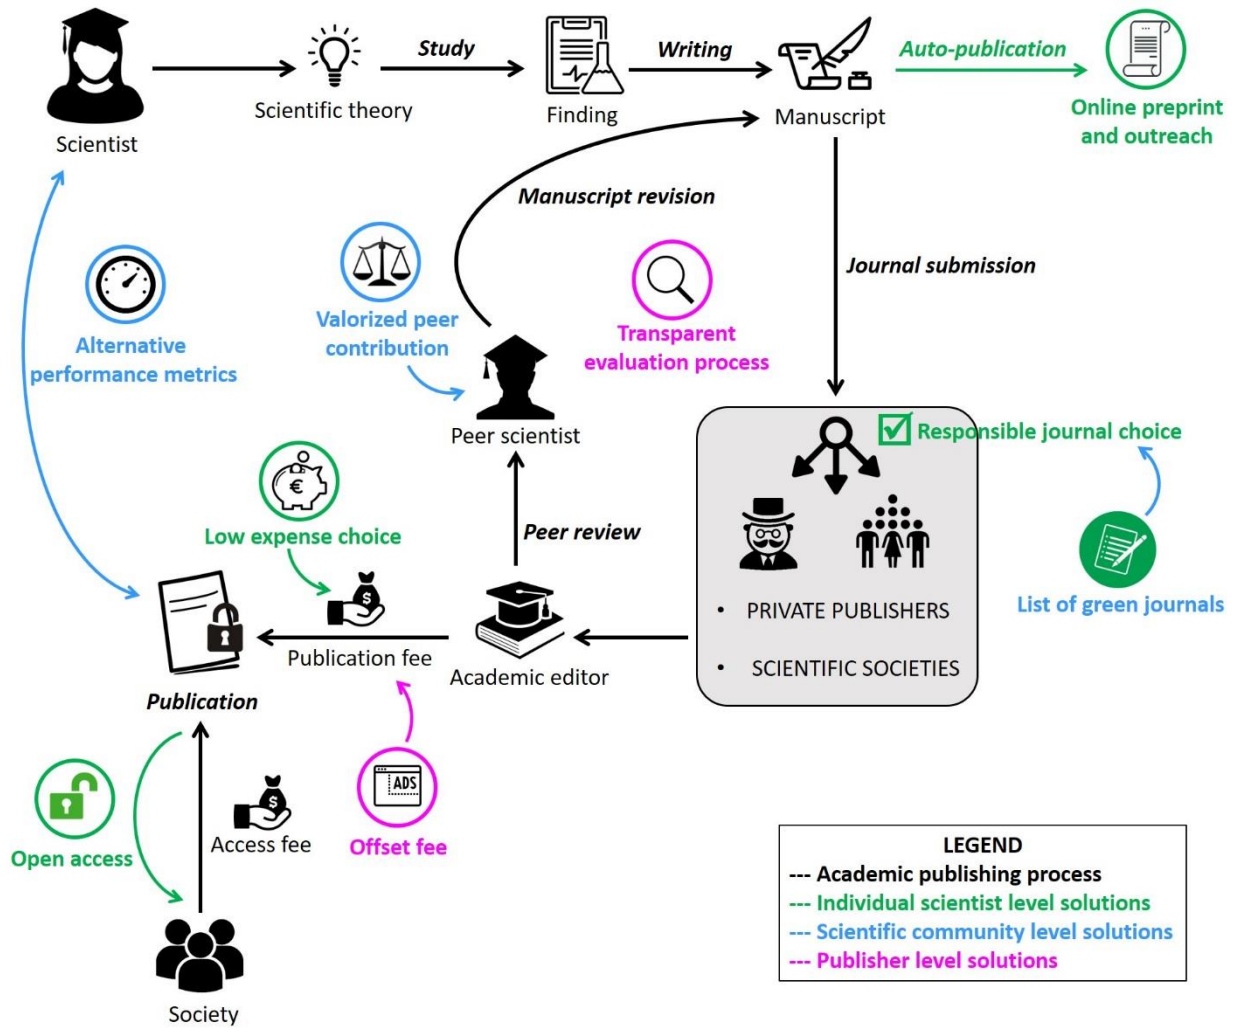 Scientist
Scientific theory
Study
Finding
Writing
Manuscript
Auto-publication
Online preprint
and outreach
Manuscript revision
Journal submission
Alternative
performance metrics
Valorized peer
contribution
Transparent
evaluation process
Peer scientist
Responsible journal choice
€
Low expense choice
Peer review
List of green journals
• PRIVATE PUBLISHERS
• SCIENTIFIC SOCIETIES
$
Publication fee
Academic editor
Publication
ADS
Offset fee
Open access
$
Access fee
Society
LEGEND
--- Academic publishing process
--- Individual scientist level solutions
--- Scientific community level solutions
--- Publisher level solutions